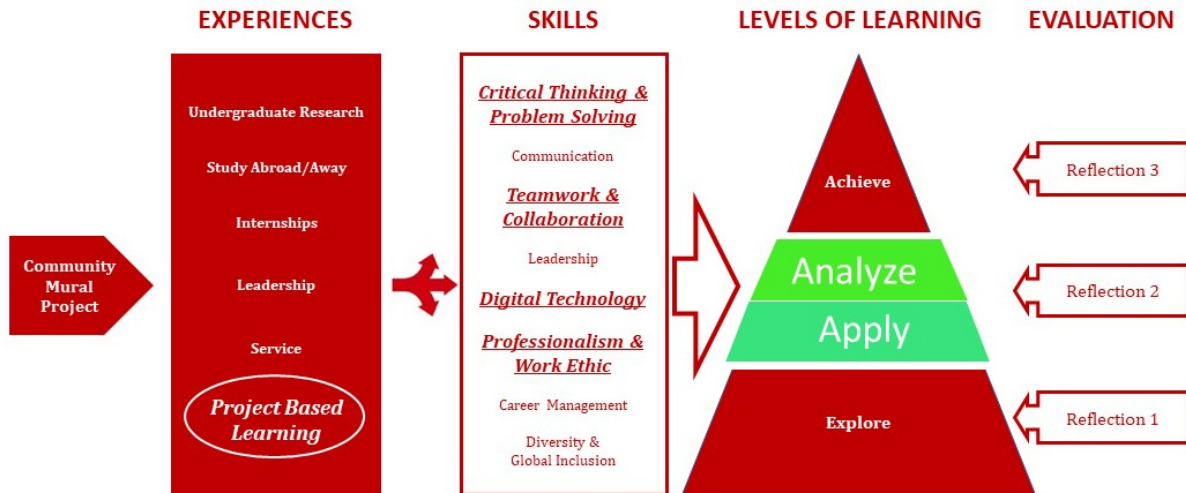 EXPERIENCES
SKILLS
LEVELS OF LEARNING
EVALUATION
Community
Mural
Project
Undergraduate Research
Study Abroad/Away
Internships
Leadership
Service
Project Based
Learning
Critical Thinking &
Problem Solving
Communication
Teamwork &
Collaboration
Leadership
Digital Technology
Professionalism &
Work Ethic
Career Management
Diversity &
Global Inclusion
Achieve
Analyze
Apply
Explore
Reflection 3
Reflection 2
Reflection 1